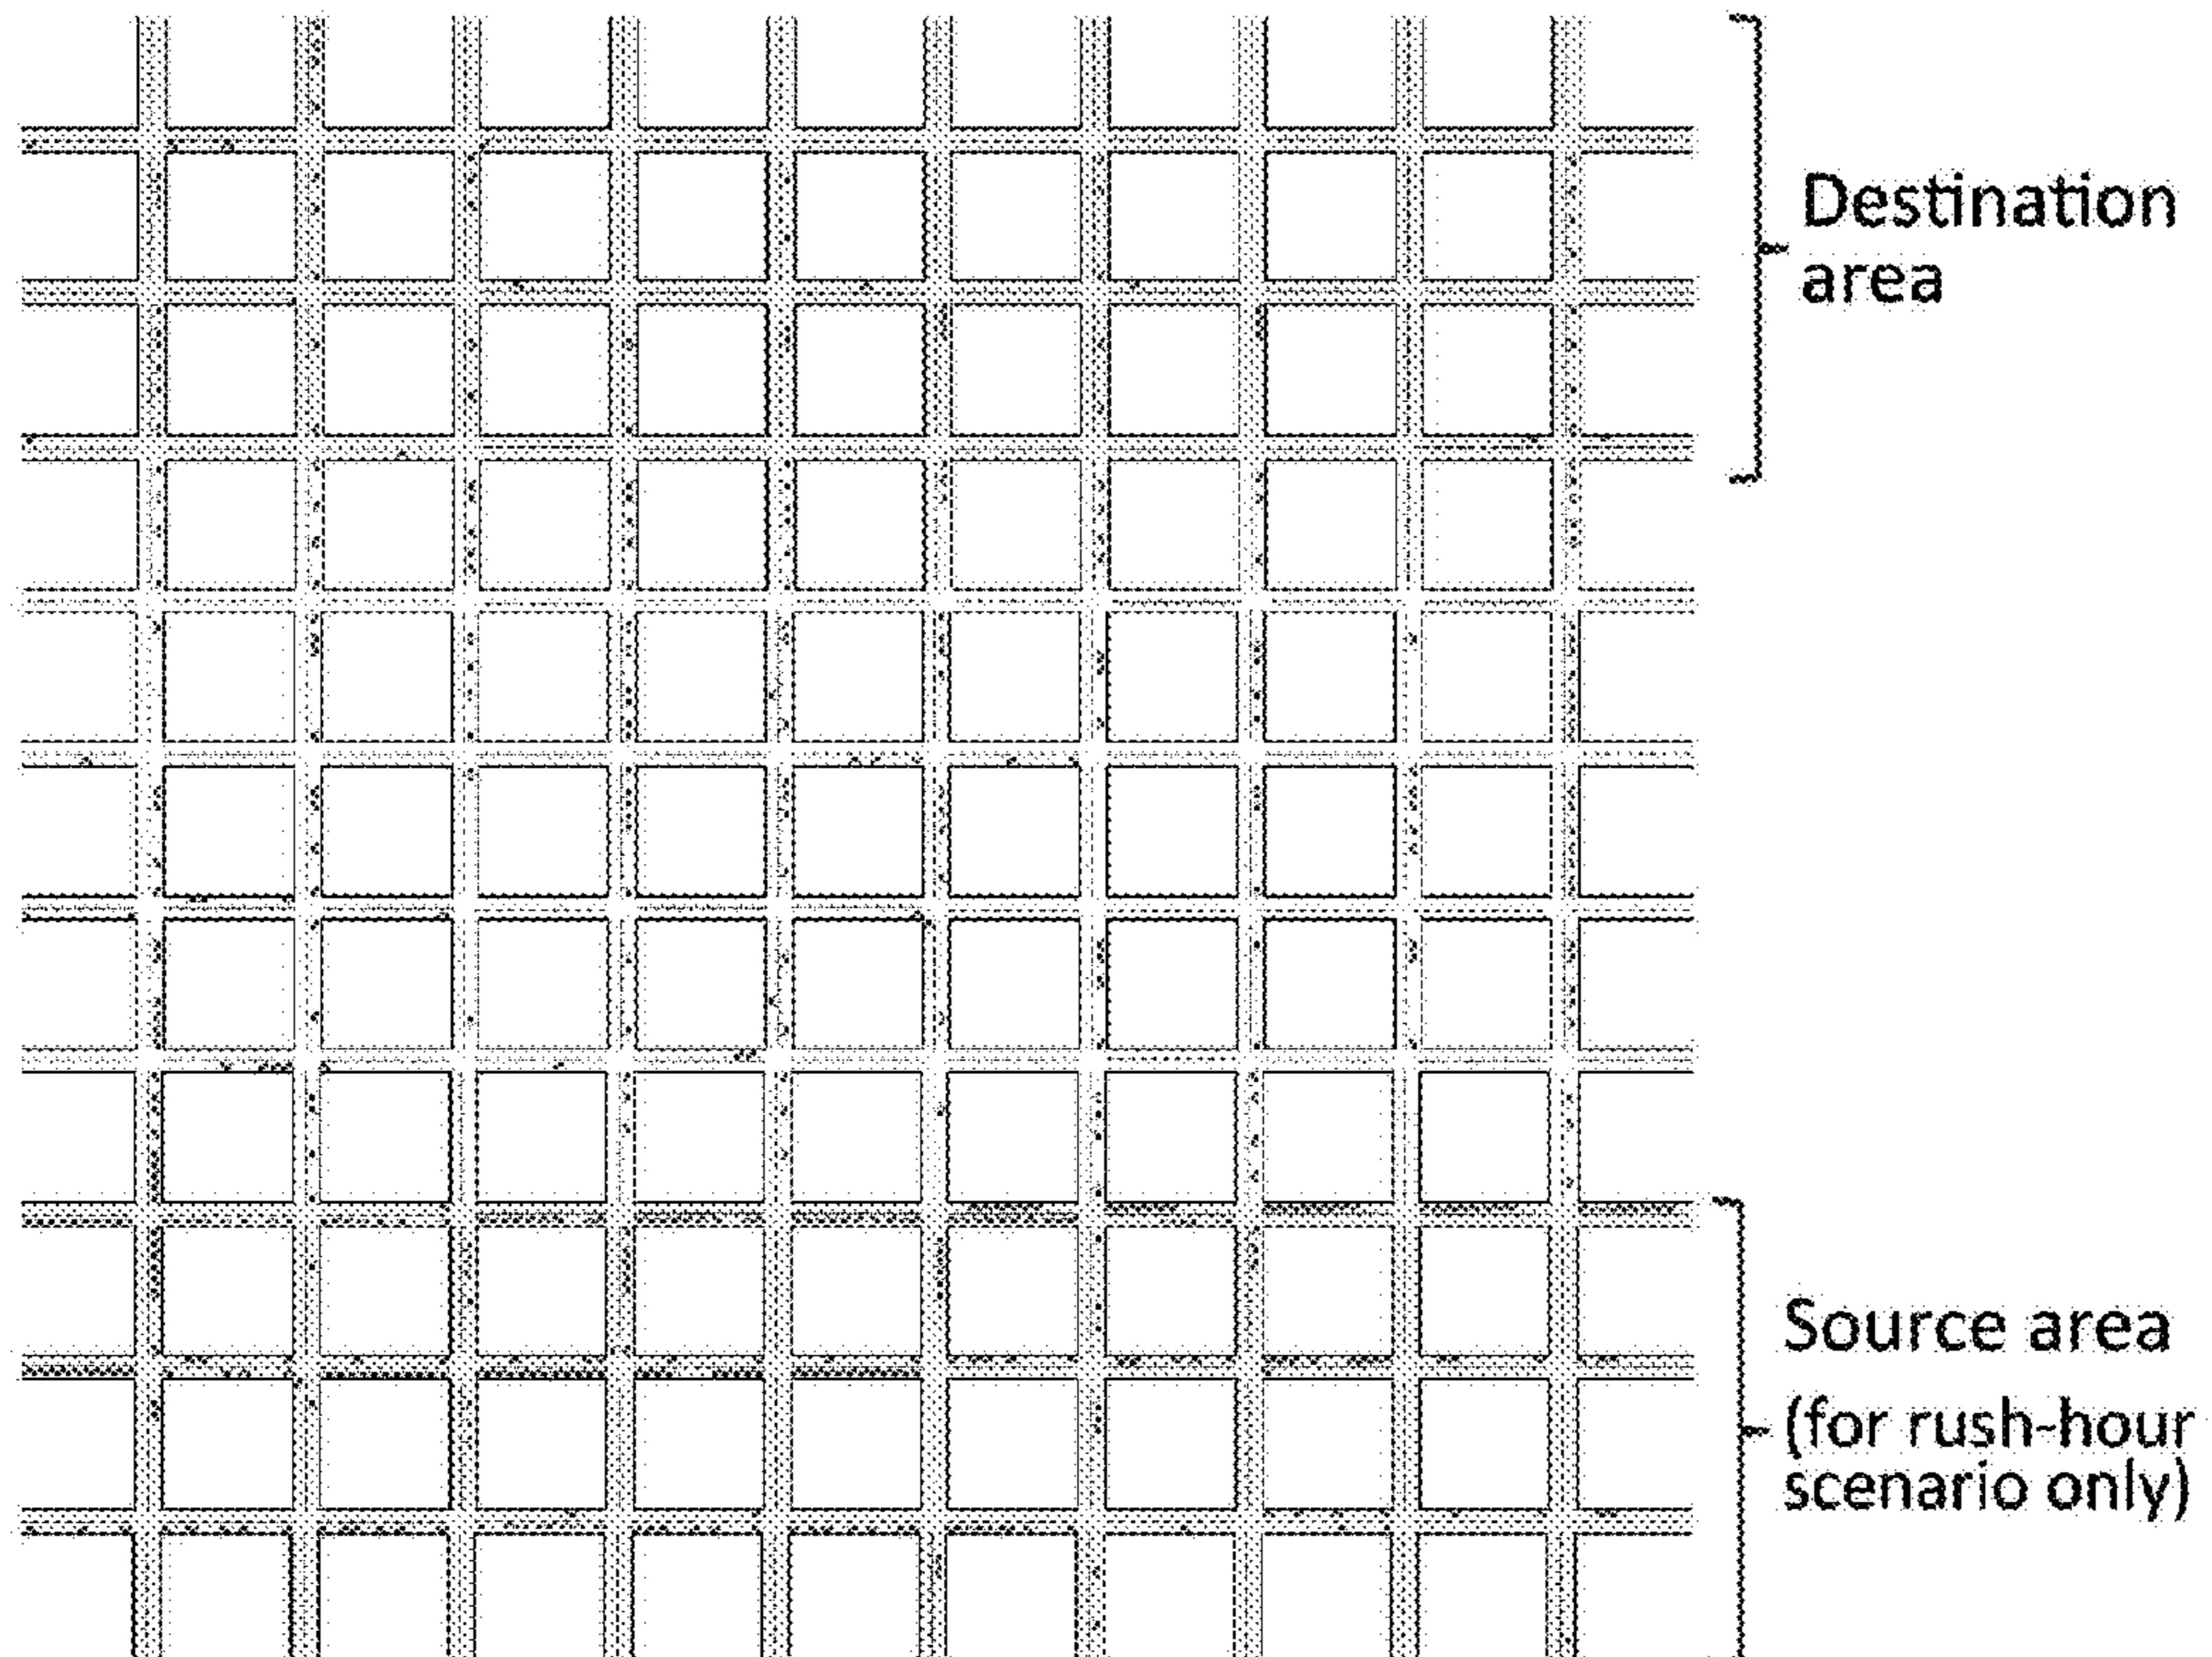 Destination
area
Source area
(for rush-hour
scenario only)